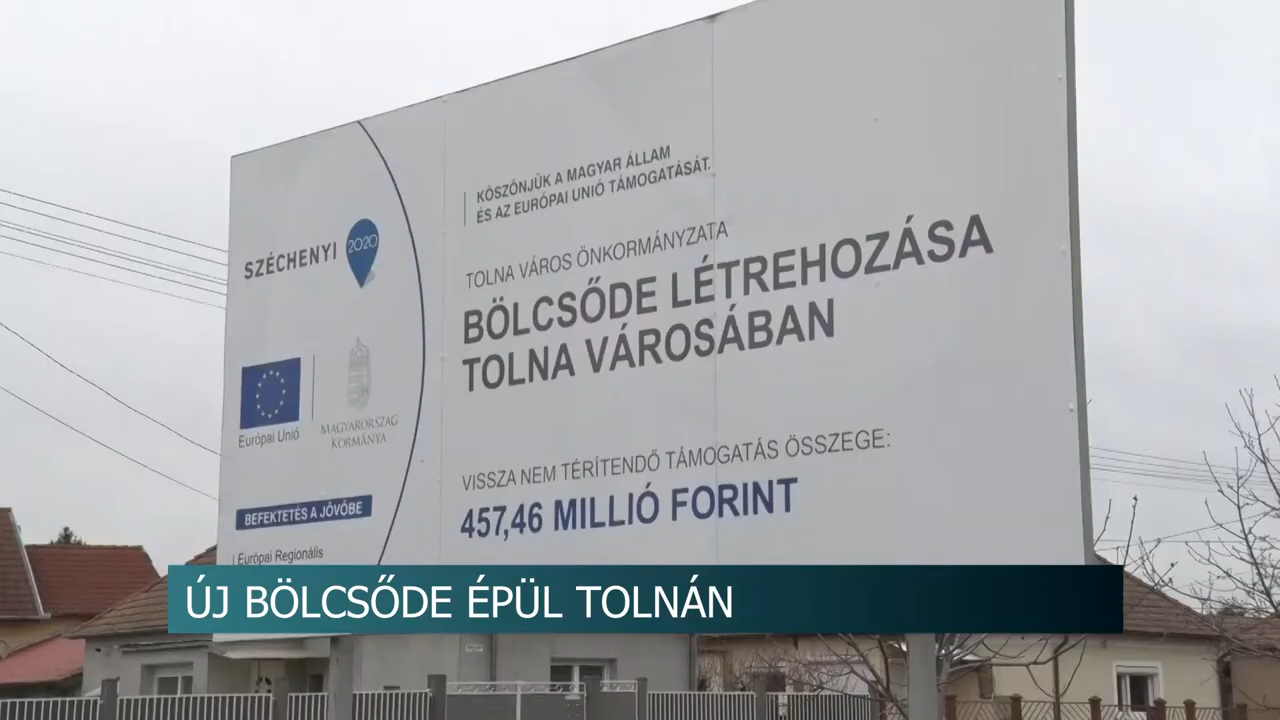 KÖSZÖNJÜK A MAGYAR ÁLLAM
ÉS AZ EURÓPAI UNIÓ TÁMOGATÁSÁT.
SZÉCHENYI 2020
TOLNA VÁROS ÖNKORMÁNYZATA
BÖLCSŐDE LÉTREHOZÁSA
TOLNA VÁROSÁBAN
Európai Unió
MAGYARORSZÁG
KORMÁNYA
VISSZA NEM TÉRÍTENDŐ TÁMOGATÁS ÖSSZEGE:
457,46 MILLIÓ FORINT
BEFEKTETÉS A JÖVŐBE
Európai Regionális
ÚJ BÖLCSŐDE ÉPÜL TOLNÁN